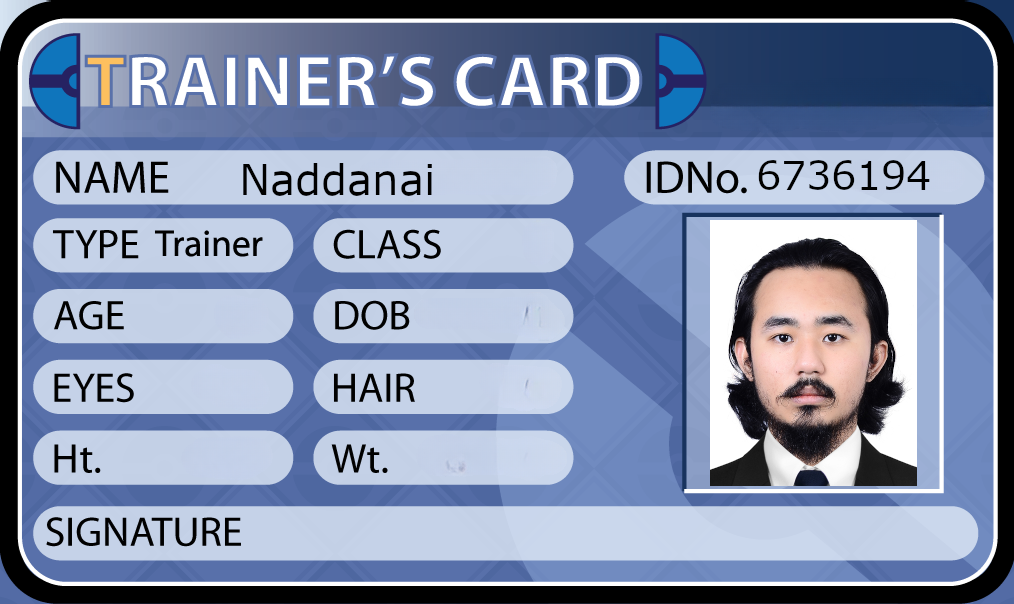 TRAINER'S CARD
NAME Naddanai
IDNo. 6736194
TYPE Trainer
CLASS
AGE
DOB
EYES
HAIR
Ht.
Wt.
SIGNATURE